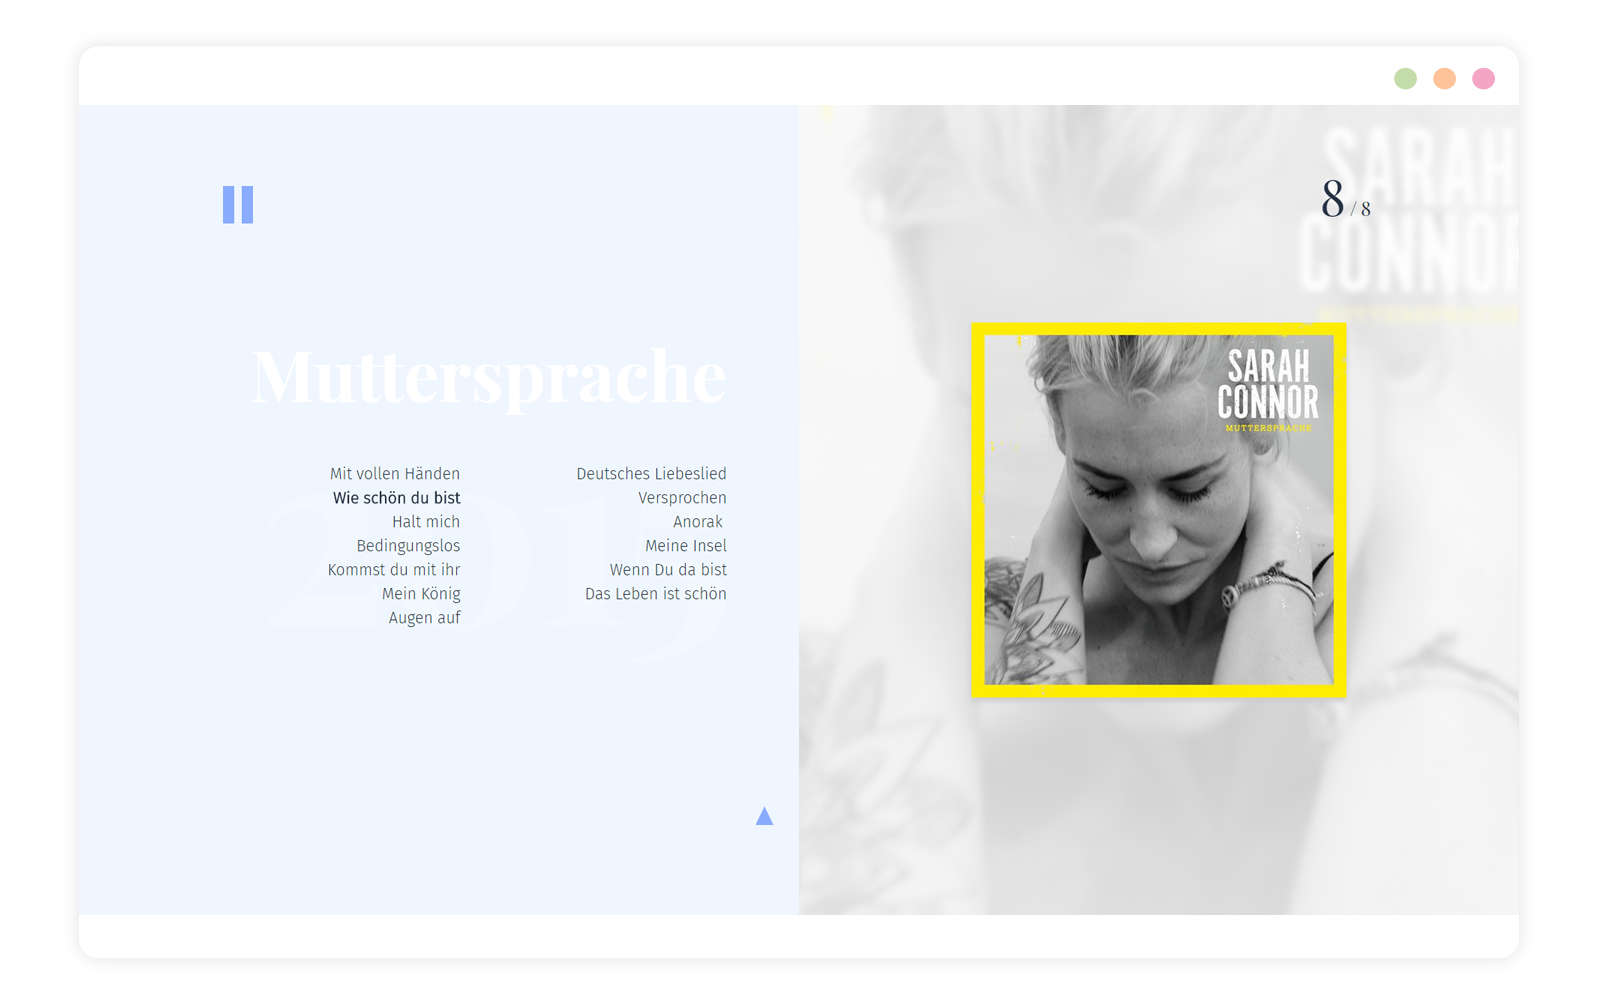 8 / 8
Muttersprache
2015
Mit vollen Händen
Wie schön du bist
Halt mich
Bedingungslos
Kommst du mit ihr
Mein König
Augen auf
Deutsches Liebeslied
Versprochen
Anorak
Meine Insel
Wenn Du da bist
Das Leben ist schön
SARAH
CONNOR
SARAH
CONNOR
MUTTERSPRACHE